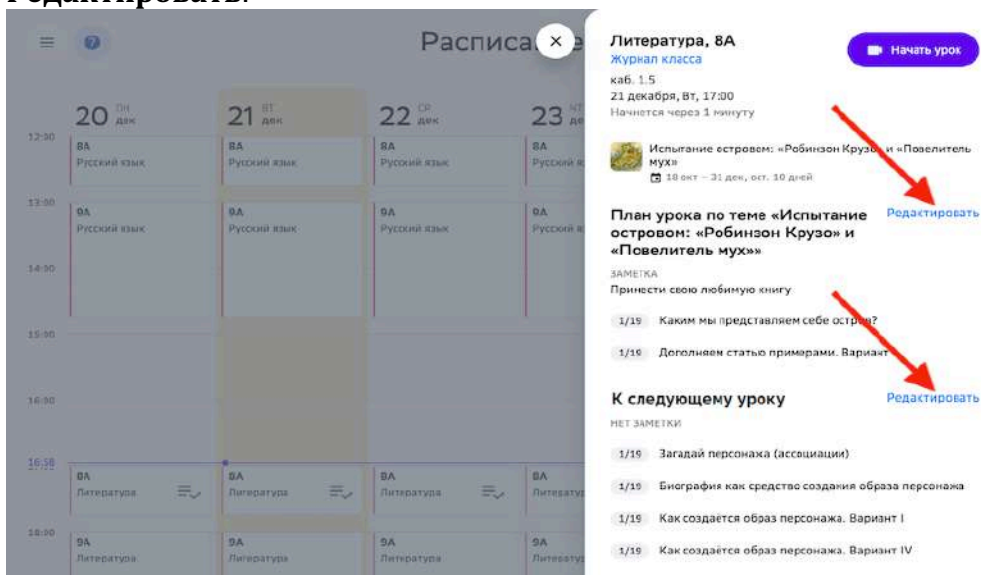 Редактировать.
Расписание
Литература, 8А
Начать урок
Журнал класса
каб. 1.5
21 декабря, Вт, 17:00
Начнется через 1 минуту
20 ПН дек
21 ВТ дек
22 СР дек
23 ЧТ
12:00
8А
Русский язык
8А
Русский язык
8А
Русский язык
8А
Русский
Испытание островом: «Робинзон Крузо» и «Повелитель
мух»
18 окт – 31 дек, ост. 10 дней
13:00
9А
Русский язык
9А
Русский язык
9А
Русский язык
9А
Русский
План урока по теме «Испытание
островом: «Робинзон Крузо» и
«Повелитель мух»»
Редактировать
14:00
ЗАМЕТКА
Принести свою любимую книгу
1/19 Каким мы представляем себе остров?
15:00
1/19 Дополняем статью примерами. Вариант
16:00
К следующему уроку
Редактировать
НЕТ ЗАМЕТКИ
1/19 Загадай персонажа (ассоциации)
16:58
8А
Литература
8А
Литература
8А
Литература
8А
1/19 Биография как средство создания образа персонажа
1/19 Как создаётся образ персонажа. Вариант I
18:00
9А
Литература
9А
Литература
9А
Литература
9А
1/19 Как создаётся образ персонажа. Вариант IV